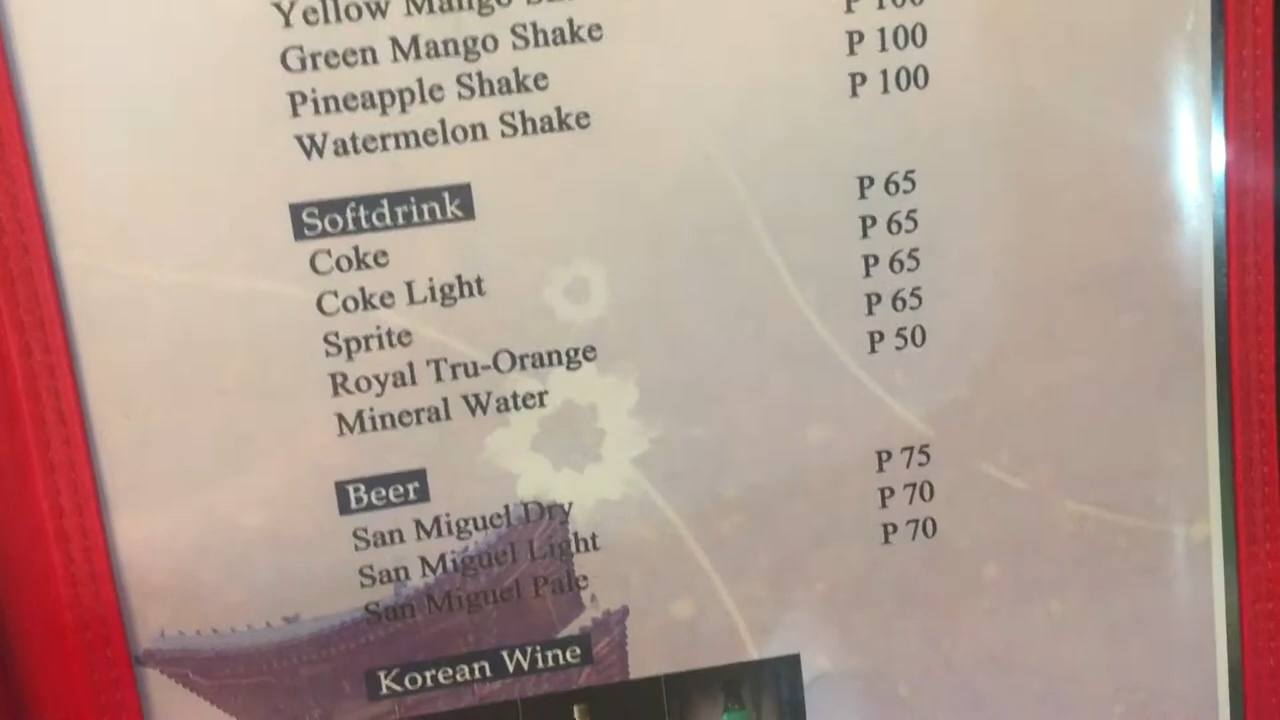 Yellow Mango
Green Mango Shake P 100
Pineapple Shake P 100
Watermelon Shake P 100
Softdrink
Coke P 65
Coke Light P 65
Sprite P 65
Royal Tru-Orange P 65
Mineral Water P 50
Beer
San Miguel Dry P 75
San Miguel Light P 70
San Miguel Pale P 70
Korean Wine